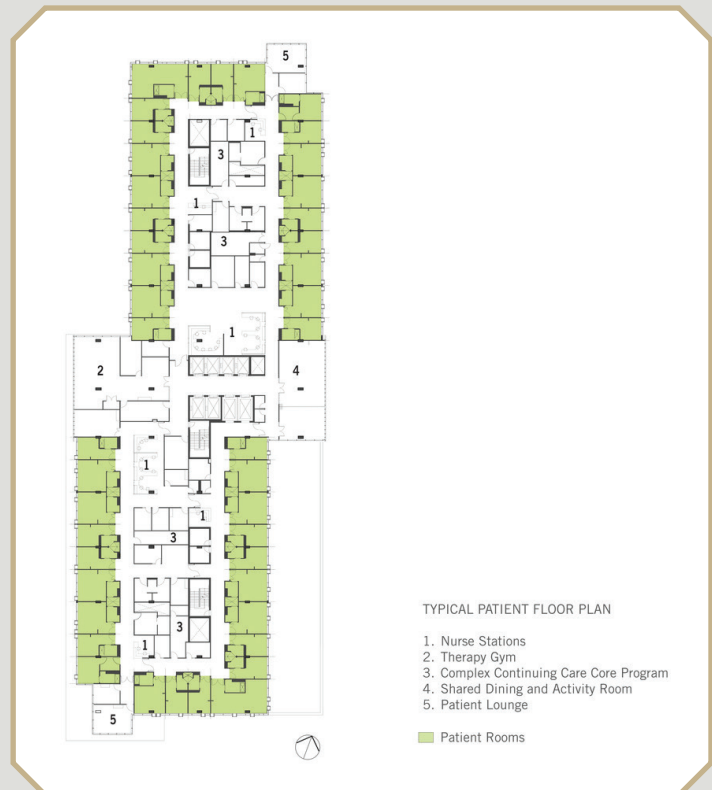 5
1
3
1
3
1
2
4
1
1
3
3
1
5
TYPICAL PATIENT FLOOR PLAN
1. Nurse Stations
2. Therapy Gym
3. Complex Continuing Care Core Program
4. Shared Dining and Activity Room
5. Patient Lounge
Patient Rooms